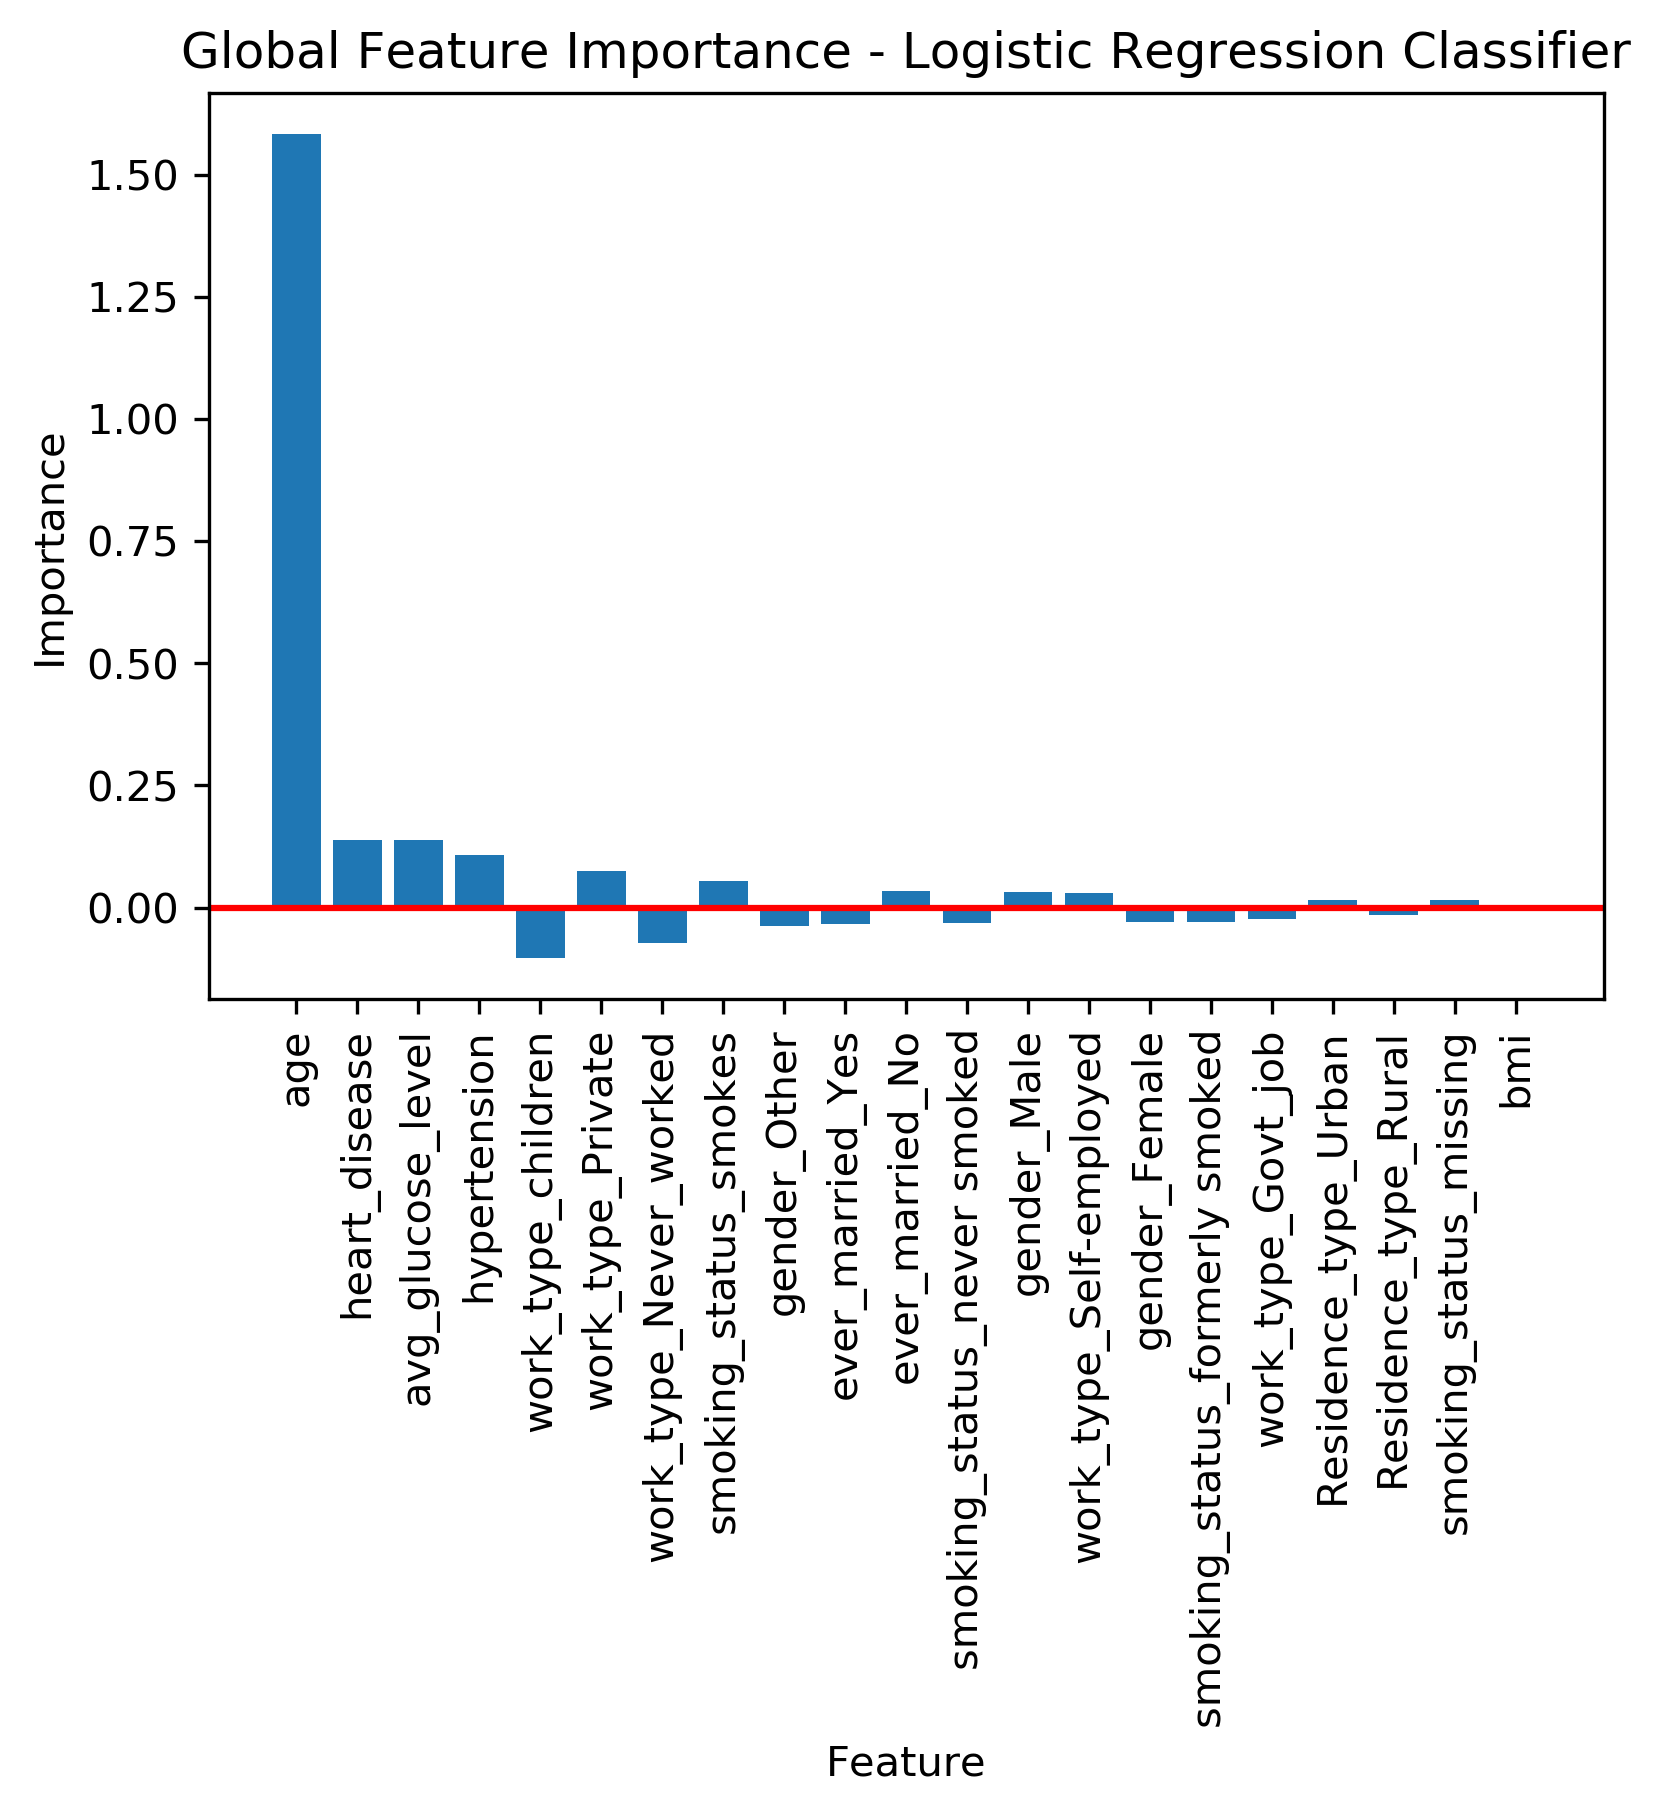 Global Feature Importance - Logistic Regression Classifier
1.50
1.25
1.00
0.75
0.50
0.25
0.00
Importance
age
heart_disease
avg_glucose_level
hypertension
work_type_children
work_type_Private
work_type_Never_worked
smoking_status_smokes
gender_Other
ever_married_Yes
ever_married_No
smoking_status_never smoked
gender_Male
work_type_Self-employed
gender_Female
smoking_status_formerly smoked
work_type_Govt_job
Residence_type_Urban
Residence_type_Rural
smoking_status_missing
bmi
Feature